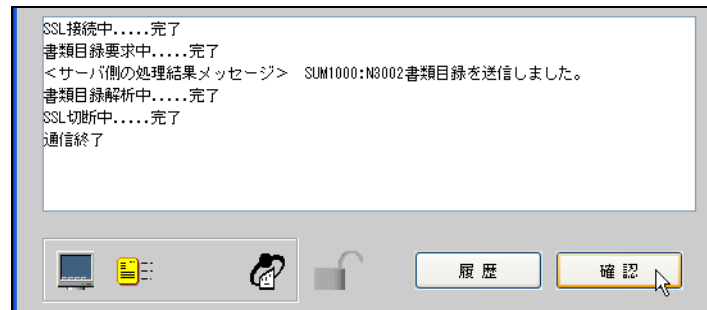 SSL接続中.....完了
書類目録要求中.....完了
＜サーバ側の処理結果メッセージ＞　SUM1000:N3002書類目録を送信しました。
書類目録解析中.....完了
SSL切断中.....完了
通信終了
履 歴
確 認